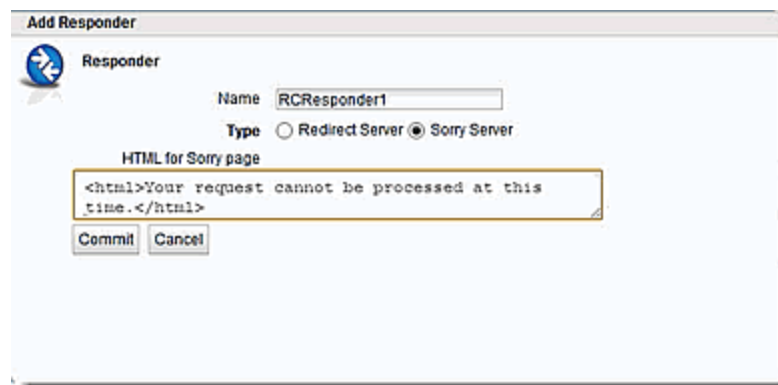 Add Responder
Responder
Name RCResponder1
Type Redirect Server Sorry Server
HTML for Sorry page
<html>Your request cannot be processed at this
time.</html>
Commit Cancel